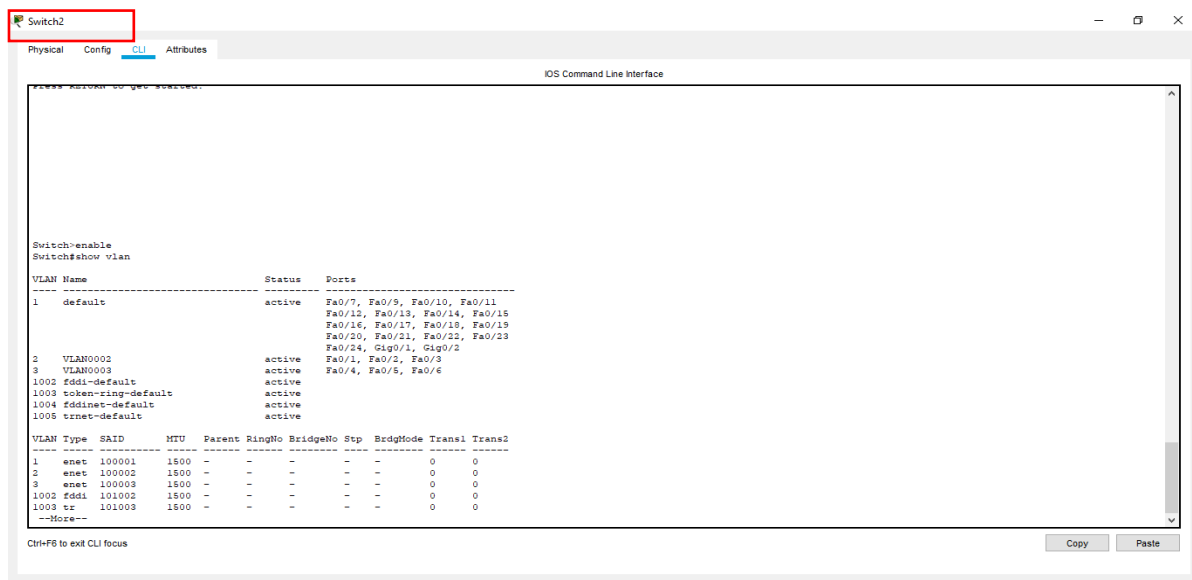 Switch2
Physical Config CLI Attributes
IOS Command Line Interface
Press RETURN to get started.
Switch>enable
Switch#show vlan
VLAN Name Status Ports
---- -------------------------------- --------- -------------------------------
1 default active Fa0/7, Fa0/9, Fa0/10, Fa0/11
Fa0/12, Fa0/13, Fa0/14, Fa0/15
Fa0/16, Fa0/17, Fa0/18, Fa0/19
Fa0/20, Fa0/21, Fa0/22, Fa0/23
Fa0/24, Gig0/1, Gig0/2
2 VLAN0002 active Fa0/1, Fa0/2, Fa0/3
3 VLAN0003 active Fa0/4, Fa0/5, Fa0/6
1002 fddi-default active
1003 token-ring-default active
1004 fddinet-default active
1005 trnet-default active
VLAN Type SAID MTU Parent RingNo BridgeNo Stp BrdgMode Trans1 Trans2
---- ----- ---------- ----- ------ ------ -------- ---- -------- ------ ------
1 enet 100001 1500 - - - - - 0 0
2 enet 100002 1500 - - - - - 0 0
3 enet 100003 1500 - - - - - 0 0
1002 fddi 101002 1500 - - - - - 0 0
1003 tr 101003 1500 - - - - - 0 0
--More--
Ctrl+F6 to exit CLI focus
Copy Paste